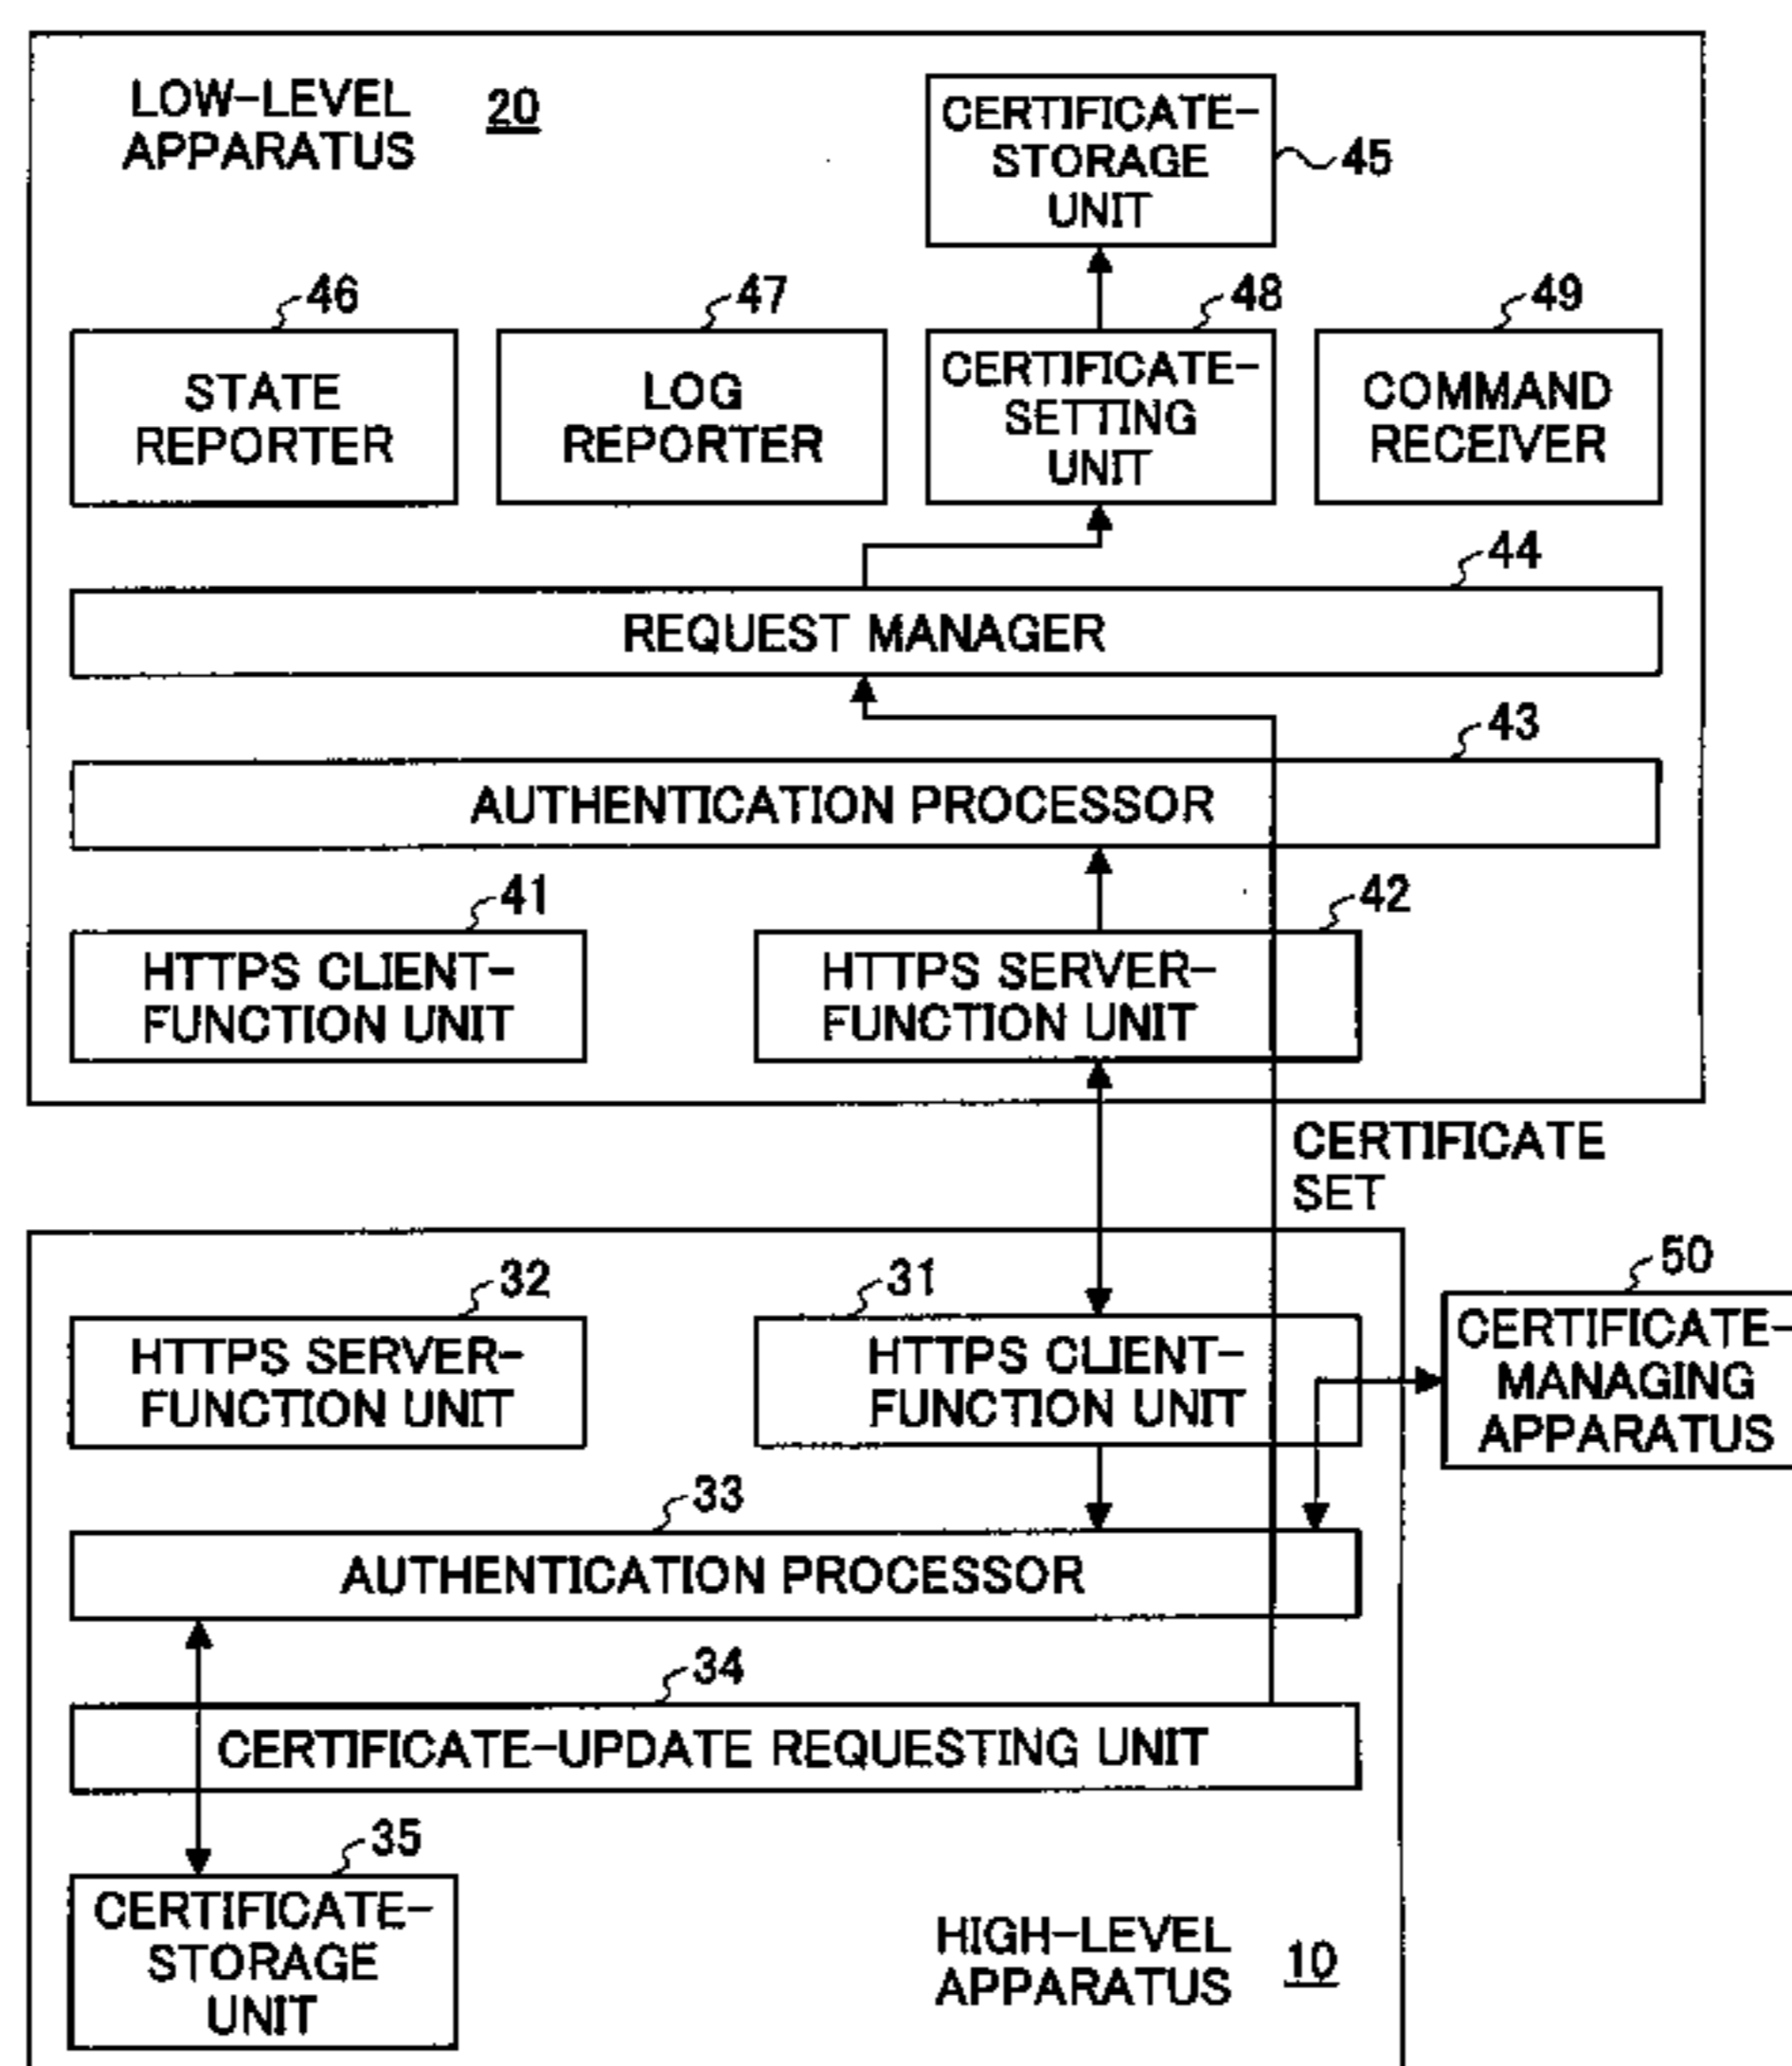 LOW-LEVEL
APPARATUS
20
CERTIFICATE-
STORAGE
UNIT
45
46
STATE
REPORTER
47
LOG
REPORTER
48
CERTIFICATE-
SETTING
UNIT
49
COMMAND
RECEIVER
44
REQUEST MANAGER
43
AUTHENTICATION PROCESSOR
41
HTTPS CLIENT-
FUNCTION UNIT
42
HTTPS SERVER-
FUNCTION UNIT
CERTIFICATE
SET
32
HTTPS SERVER-
FUNCTION UNIT
31
HTTPS CLIENT-
FUNCTION UNIT
50
CERTIFICATE-
MANAGING
APPARATUS
33
AUTHENTICATION PROCESSOR
34
CERTIFICATE-UPDATE REQUESTING UNIT
35
CERTIFICATE-
STORAGE
UNIT
HIGH-LEVEL
APPARATUS
10